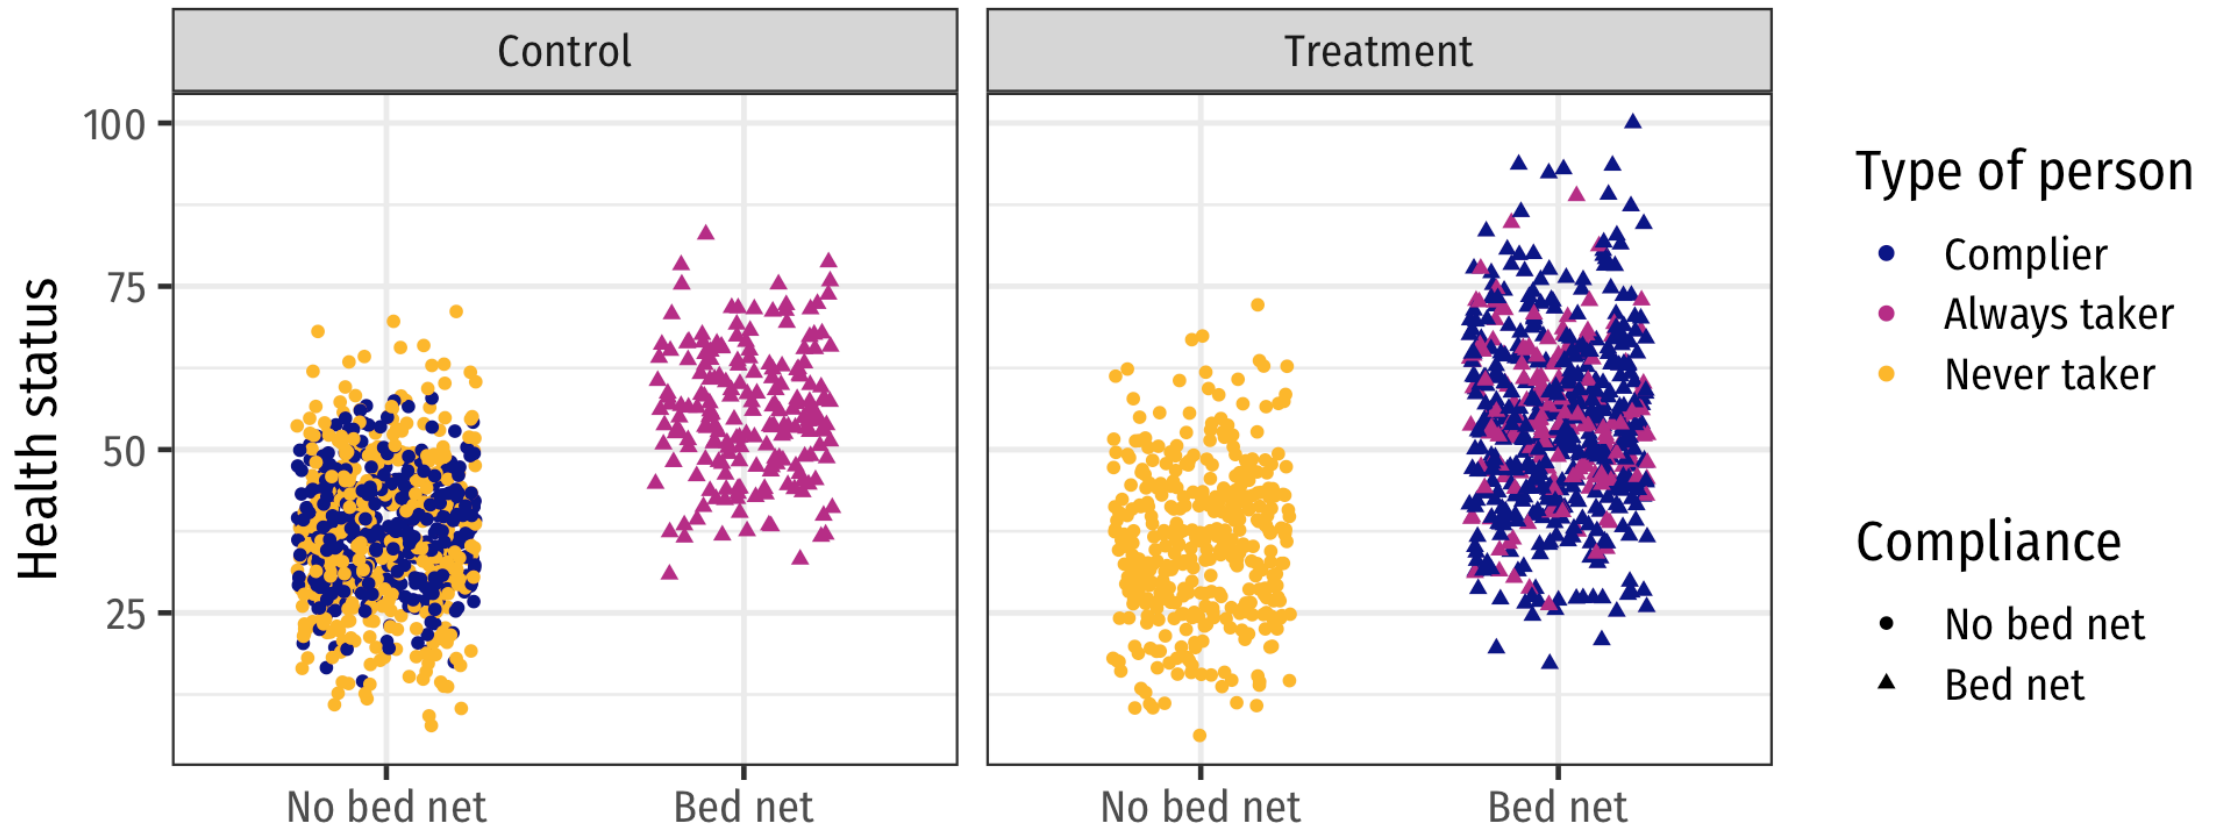 Control
Treatment
Health status
100
75
50
25
No bed net
Bed net
No bed net
Bed net
Type of person
Complier
Always taker
Never taker
Compliance
No bed net
Bed net